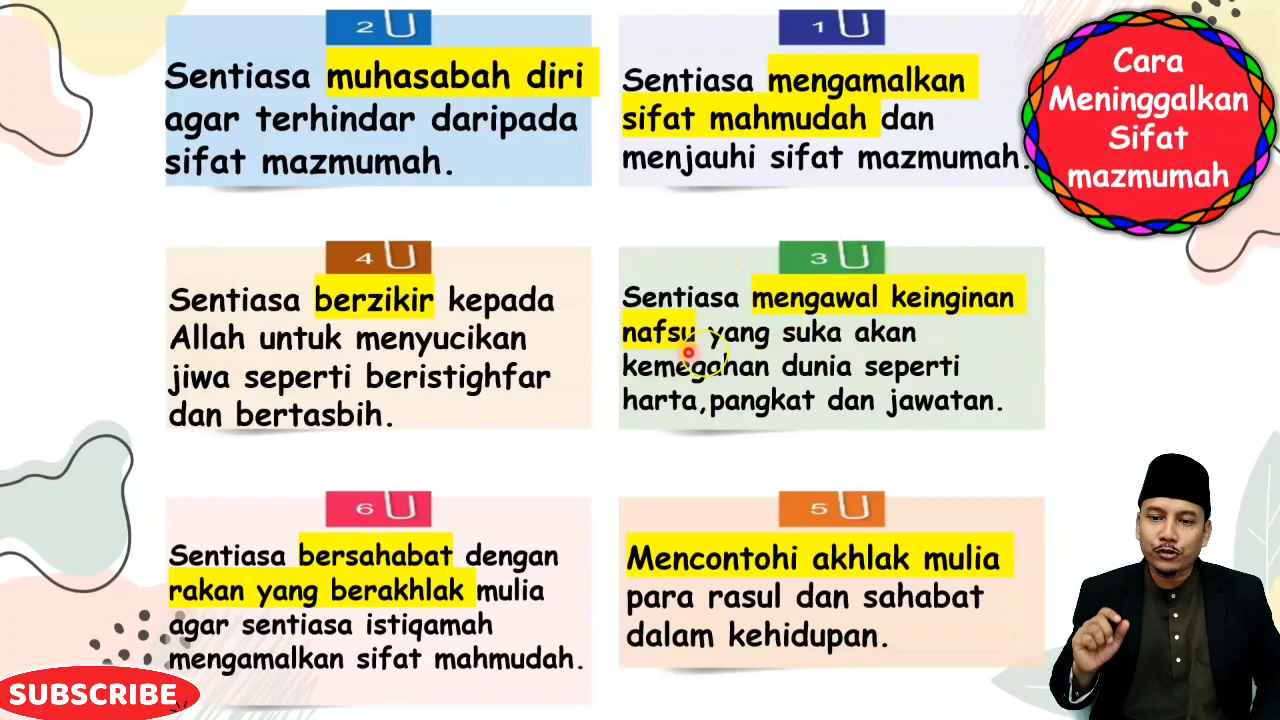 Cara
Meninggalkan
Sifat
mazmumah
1
Sentiasa mengamalkan
sifat mahmudah dan
menjauhi sifat mazmumah.
2
Sentiasa muhasabah diri
agar terhindar daripada
sifat mazmumah.
3
Sentiasa mengawal keinginan
nafsu yang suka akan
kemegahan dunia seperti
harta,pangkat dan jawatan.
4
Sentiasa berzikir kepada
Allah untuk menyucikan
jiwa seperti beristighfar
dan bertasbih.
5
Mencontohi akhlak mulia
para rasul dan sahabat
dalam kehidupan.
6
Sentiasa bersahabat dengan
rakan yang berakhlak mulia
agar sentiasa istiqamah
mengamalkan sifat mahmudah.
SUBSCRIBE